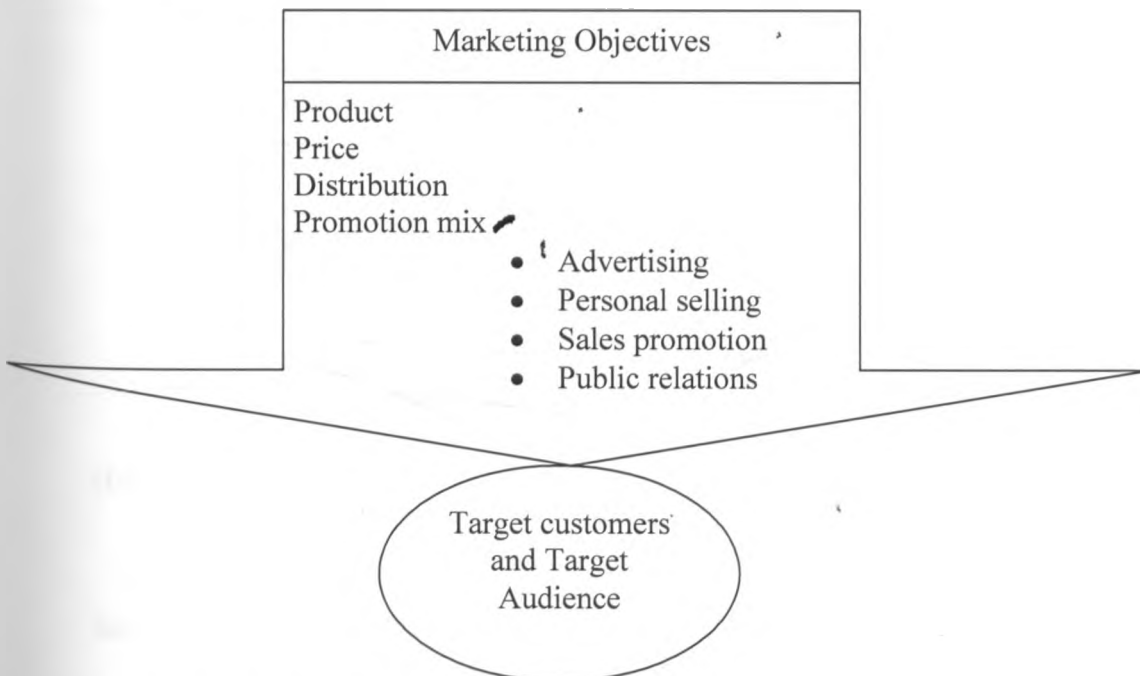 Marketing Objectives
Product
Price
Distribution
Promotion mix
• Advertising
• Personal selling
• Sales promotion
• Public relations
Target customers
and Target
Audience